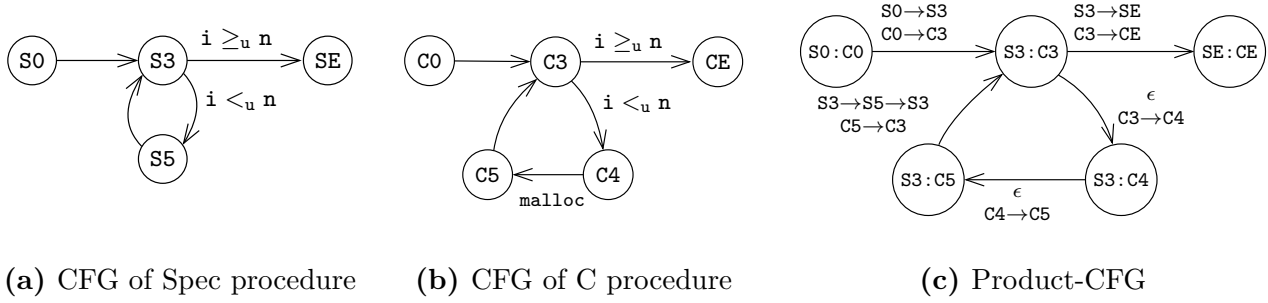 S0
S3
SE
S5
i ≥u n
i <u n
(a) CFG of Spec procedure
C0
C3
CE
C5
C4
i ≥u n
i <u n
malloc
(b) CFG of C procedure
S0→S3
C0→C3
S3→SE
C3→CE
S0:C0
S3:C3
SE:CE
S3→S5→S3
C5→C3
ϵ
C3→C4
S3:C5
S3:C4
ϵ
C4→C5
(c) Product-CFG